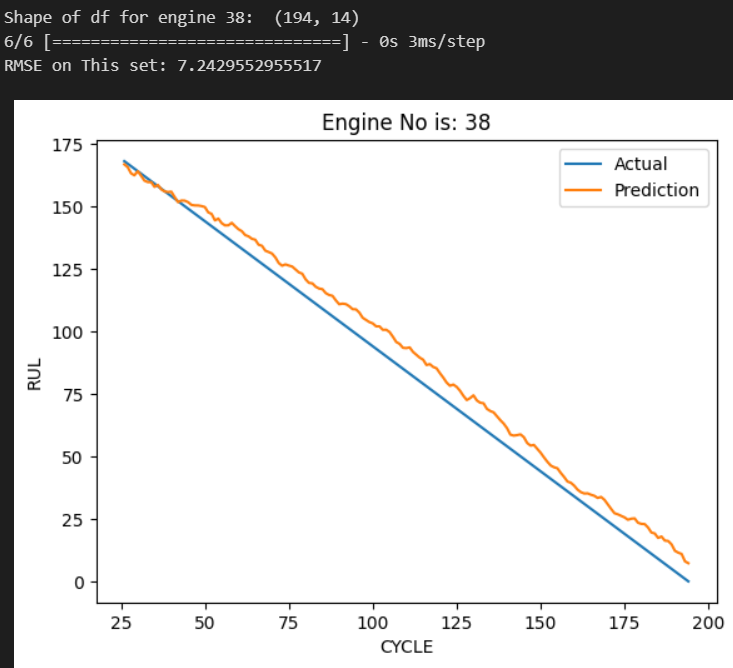 Shape of df for engine 38:  (194, 14)
6/6 [==============================] - 0s 3ms/step
RMSE on This set: 7.2429552955517
Engine No is: 38
175
150
125
100
75
50
25
0
RUL
Actual
Prediction
25 50 75 100 125 150 175 200
CYCLE